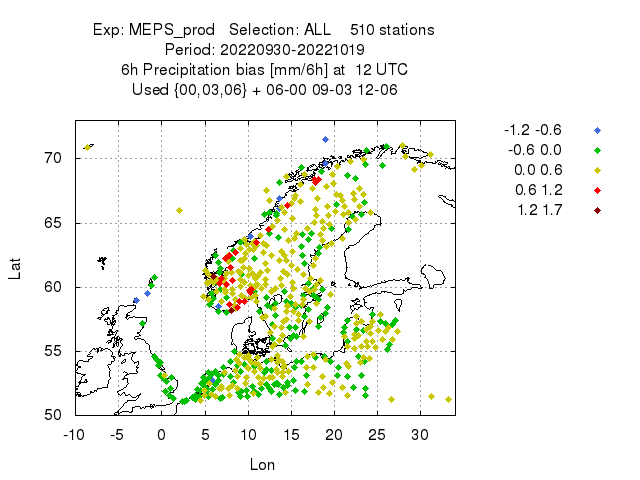 Exp: MEPS_prod   Selection: ALL    510 stations
Period: 20220930-20221019
6h Precipitation bias [mm/6h] at  12 UTC
Used {00,03,06} + 06-00 09-03 12-06
-1.2 -0.6
-0.6 0.0
0.0 0.6
0.6 1.2
1.2 1.7
70
65
60
55
50
Lat
-10 -5 0 5 10 15 20 25 30
Lon